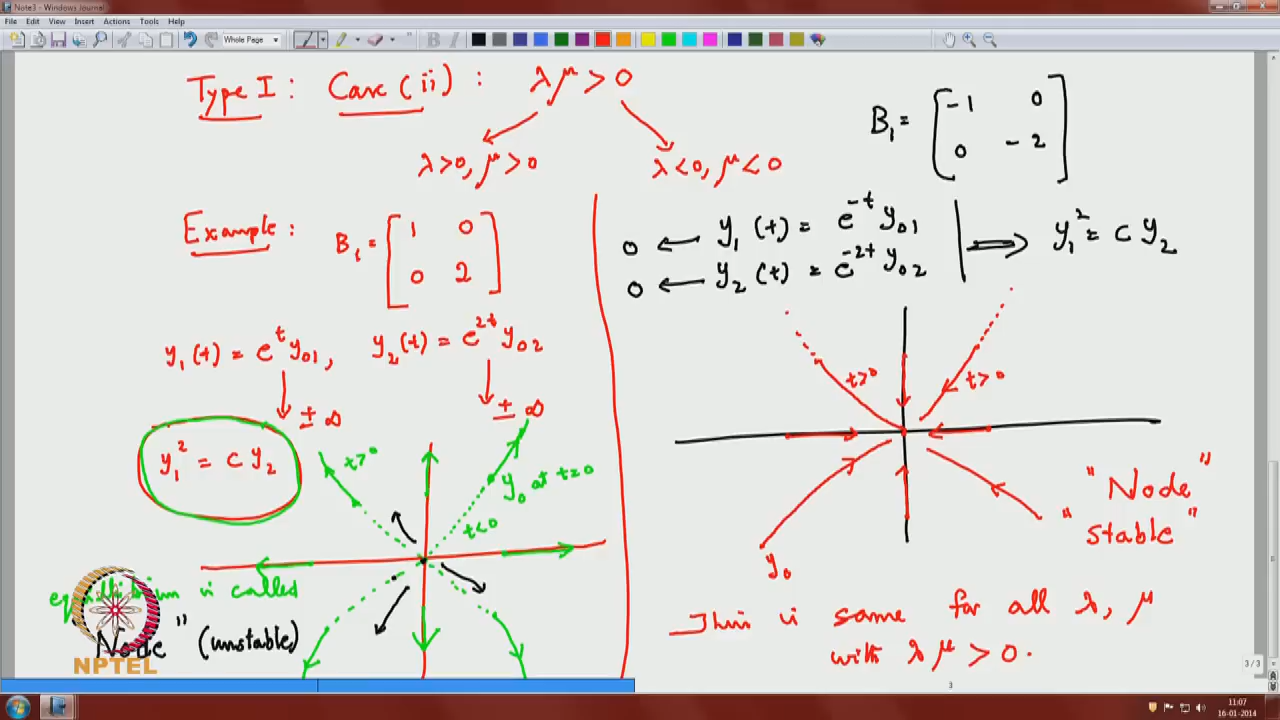 Note3 - Windows Journal
File Edit View Insert Actions Tools Help
Whole Page
Type I : Case (ii) : λμ > 0
λ>0, μ>0
λ<0, μ<0
Example :
B₁ = [ 1 0
0 2 ]
y₁(t) = e^t y₀₁, y₂(t) = e^2t y₀₂
± ∞ ± ∞
y₁² = c y₂
t>0
y₀ at t=0
t<0
equilibrium is called
"Node" (unstable)
B₁ = [ -1 0
0 -2 ]
0 ← y₁(t) = e^-t y₀₁
0 ← y₂(t) = e^-2t y₀₂
⟹ y₁² = c y₂
t>0
t>0
y₀
"Node"
"stable"
This is same for all λ, μ
with λμ > 0.
NPTEL
3
3/3
11:07
16-01-2014